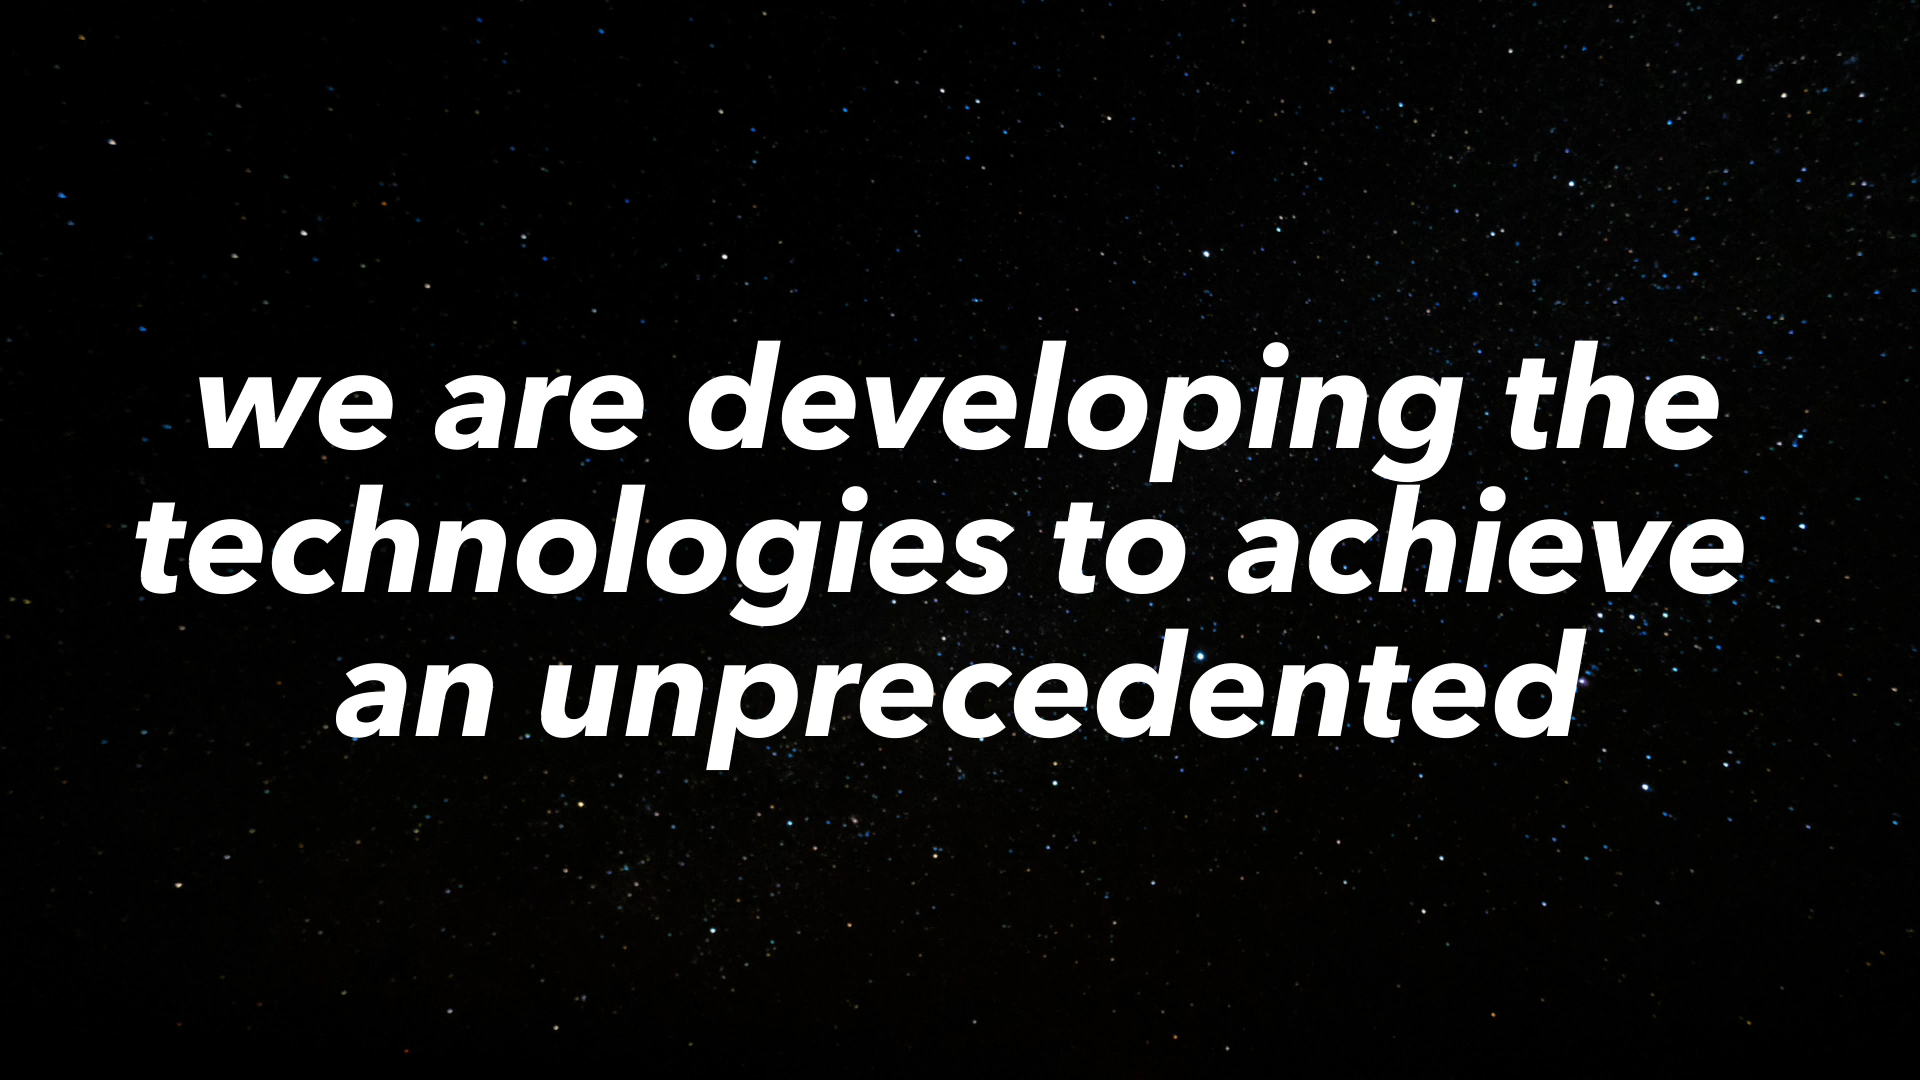 we are developing the
technologies to achieve
an unprecedented